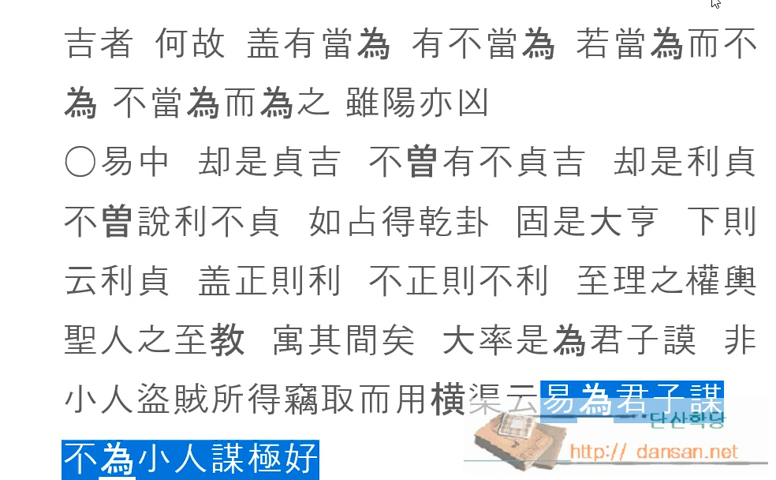 吉者 何故 盖有當為 有不當為 若當為而不
為 不當為而為之 雖陽亦凶
〇易中 却是貞吉 不曽有不貞吉 却是利貞
不曽說利不貞 如占得乾卦 固是大亨 下則
云利貞 盖正則利 不正則不利 至理之權輿
聖人之至教 寓其間矣 大率是為君子謨 非
小人盜賊所得竊取而用横渠云易為君子謀
不為小人謀極好
단산학당
http:// dansan.net